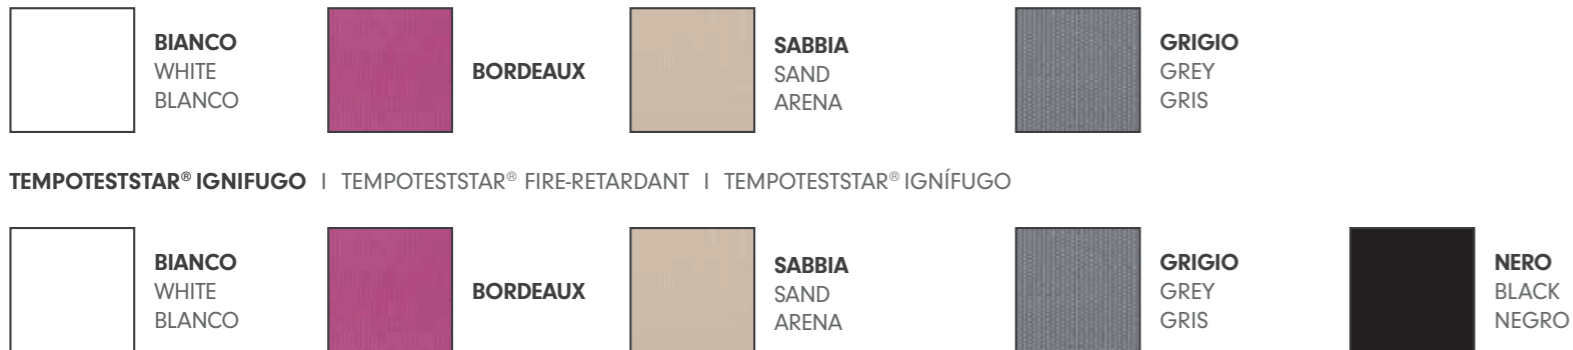 BIANCO
WHITE
BLANCO
BORDEAUX
SABBIA
SAND
ARENA
GRIGIO
GREY
GRIS
TEMPOTESTSTAR® IGNIFUGO | TEMPOTESTSTAR® FIRE-RETARDANT | TEMPOTESTSTAR® IGNÍFUGO
BIANCO
WHITE
BLANCO
BORDEAUX
SABBIA
SAND
ARENA
GRIGIO
GREY
GRIS
NERO
BLACK
NEGRO